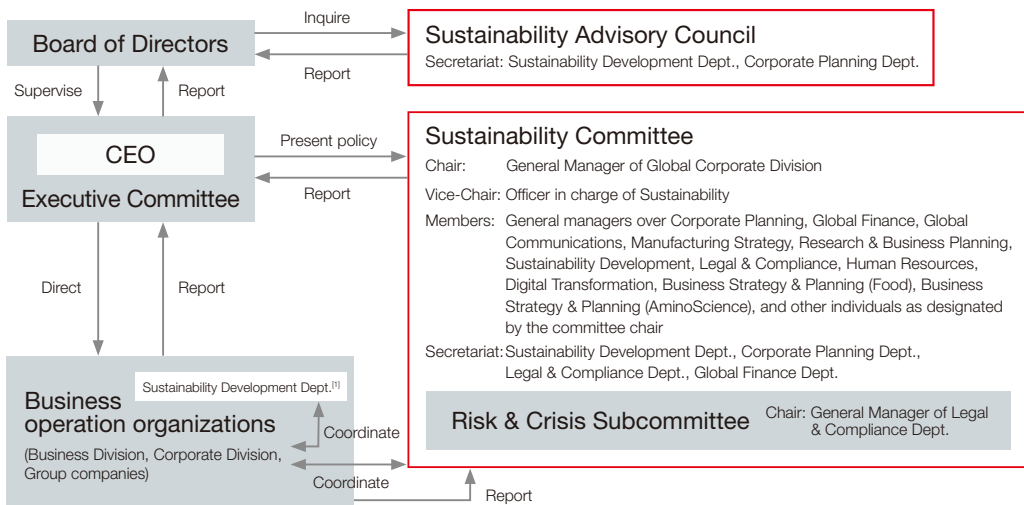 Board of Directors
Inquire
Report
Sustainability Advisory Council
Secretariat: Sustainability Development Dept., Corporate Planning Dept.
Supervise
Report
CEO
Executive Committee
Present policy
Report
Sustainability Committee
Chair: General Manager of Global Corporate Division
Vice-Chair: Officer in charge of Sustainability
Members: General managers over Corporate Planning, Global Finance, Global
Communications, Manufacturing Strategy, Research & Business Planning,
Sustainability Development, Legal & Compliance, Human Resources,
Digital Transformation, Business Strategy & Planning (Food), Business
Strategy & Planning (AminoScience), and other individuals as designated
by the committee chair
Secretariat: Sustainability Development Dept., Corporate Planning Dept.,
Legal & Compliance Dept., Global Finance Dept.
Risk & Crisis Subcommittee
Chair: General Manager of Legal
& Compliance Dept.
Direct
Report
Sustainability Development Dept.[1]
Business
operation organizations
(Business Division, Corporate Division,
Group companies)
Coordinate
Coordinate
Report